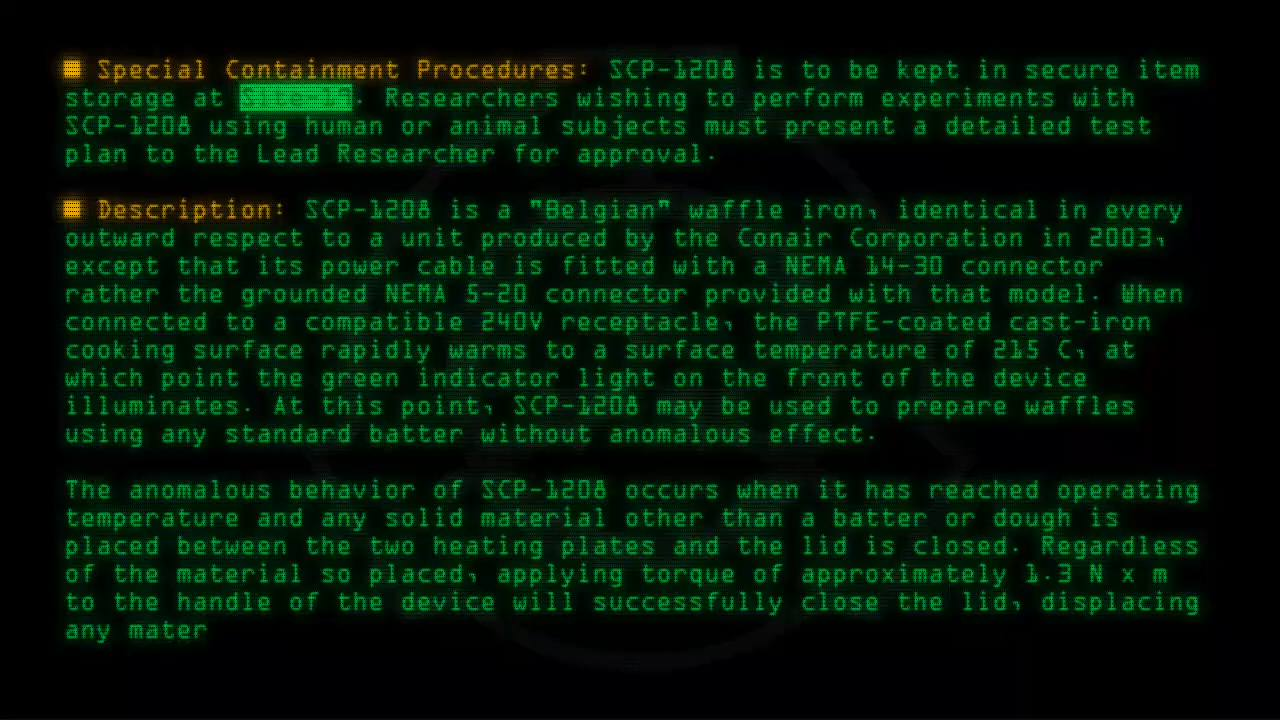 Special Containment Procedures: SCP-1208 is to be kept in secure item
storage at . Researchers wishing to perform experiments with
SCP-1208 using human or animal subjects must present a detailed test
plan to the Lead Researcher for approval.
Description: SCP-1208 is a "Belgian" waffle iron, identical in every
outward respect to a unit produced by the Conair Corporation in 2003,
except that its power cable is fitted with a NEMA 14-30 connector
rather the grounded NEMA 5-20 connector provided with that model. When
connected to a compatible 240V receptacle, the PTFE-coated cast-iron
cooking surface rapidly warms to a surface temperature of 215 C, at
which point the green indicator light on the front of the device
illuminates. At this point, SCP-1208 may be used to prepare waffles
using any standard batter without anomalous effect.
The anomalous behavior of SCP-1208 occurs when it has reached operating
temperature and any solid material other than a batter or dough is
placed between the two heating plates and the lid is closed. Regardless
of the material so placed, applying torque of approximately 1.3 N x m
to the handle of the device will successfully close the lid, displacing
any mater